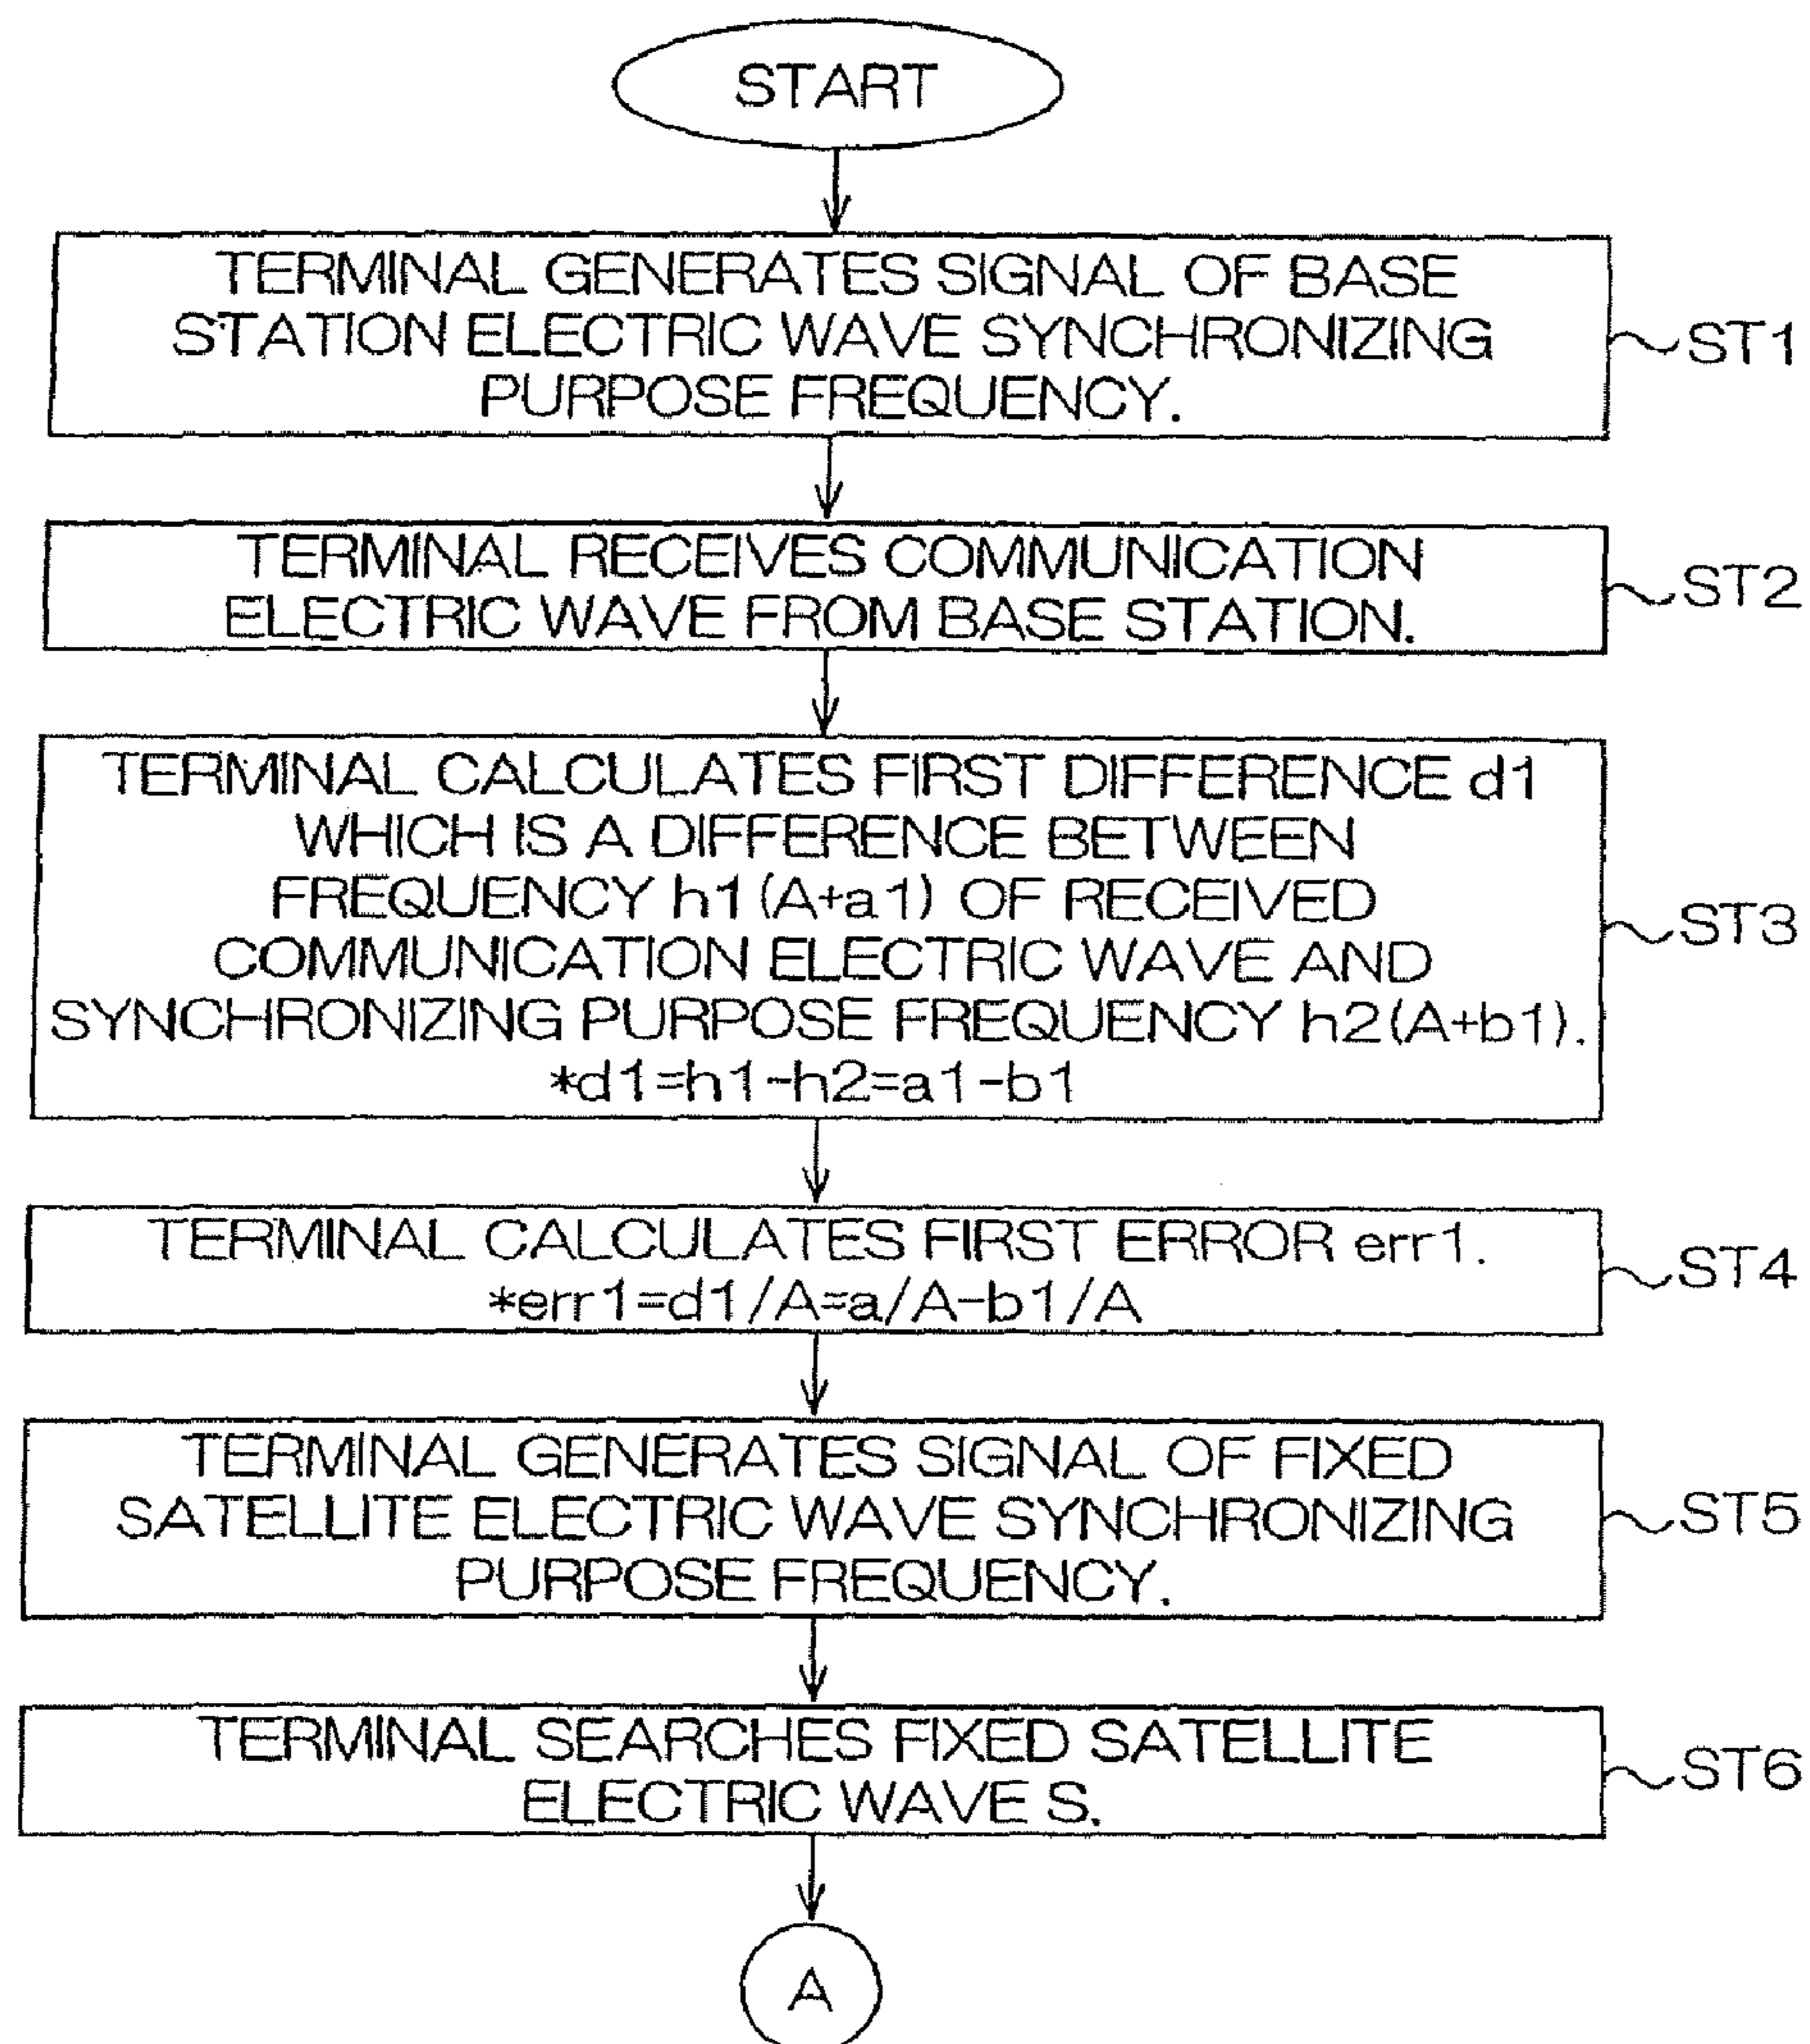 START
TERMINAL GENERATES SIGNAL OF BASE
STATION ELECTRIC WAVE SYNCHRONIZING
PURPOSE FREQUENCY.
ST1
TERMINAL RECEIVES COMMUNICATION
ELECTRIC WAVE FROM BASE STATION.
ST2
TERMINAL CALCULATES FIRST DIFFERENCE d1
WHICH IS A DIFFERENCE BETWEEN
FREQUENCY h1(A+a1) OF RECEIVED
COMMUNICATION ELECTRIC WAVE AND
SYNCHRONIZING PURPOSE FREQUENCY h2(A+b1).
*d1=h1-h2=a1-b1
ST3
TERMINAL CALCULATES FIRST ERROR err1.
*err1=d1/A=a/A-b1/A
ST4
TERMINAL GENERATES SIGNAL OF FIXED
SATELLITE ELECTRIC WAVE SYNCHRONIZING
PURPOSE FREQUENCY.
ST5
TERMINAL SEARCHES FIXED SATELLITE
ELECTRIC WAVE S.
ST6
A